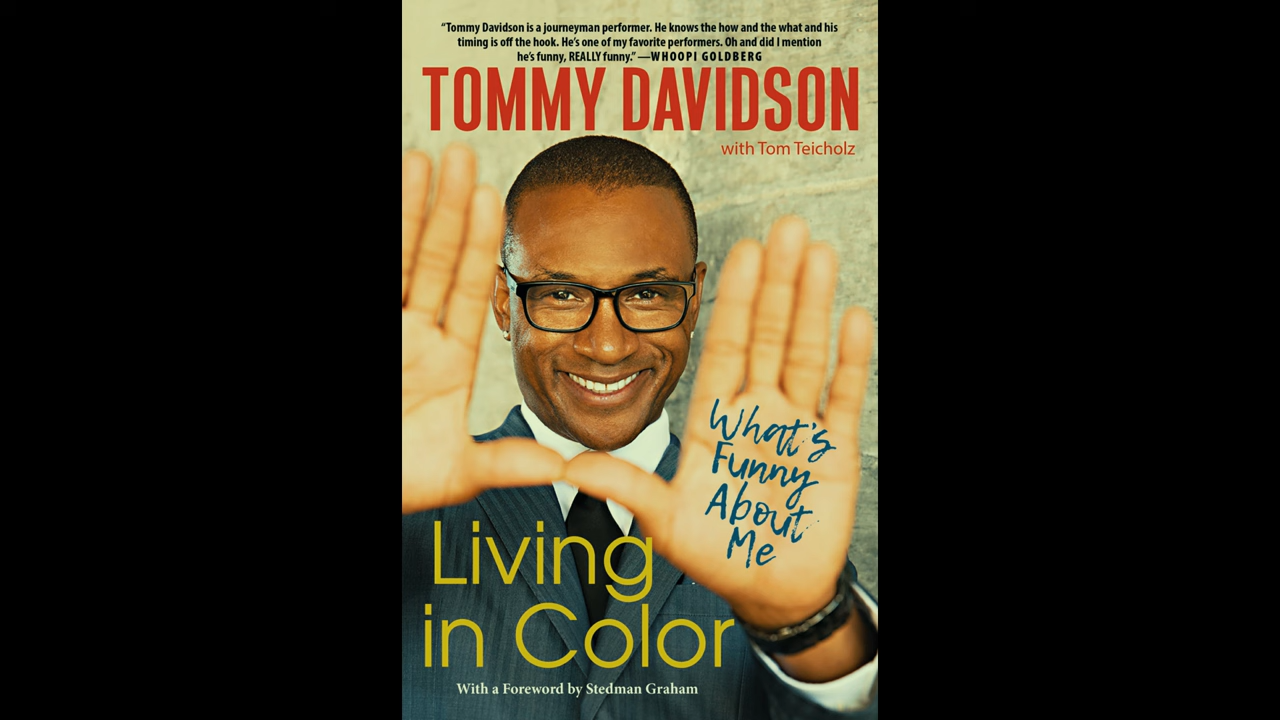 “Tommy Davidson is a journeyman performer. He knows the how and the what and his
timing is off the hook. He’s one of my favorite performers. Oh and did I mention
he’s funny, REALLY funny.” —WHOOPI GOLDBERG
TOMMY DAVIDSON
with Tom Teicholz
What’s
Funny
About
Me
Living
in Color
With a Foreword by Stedman Graham